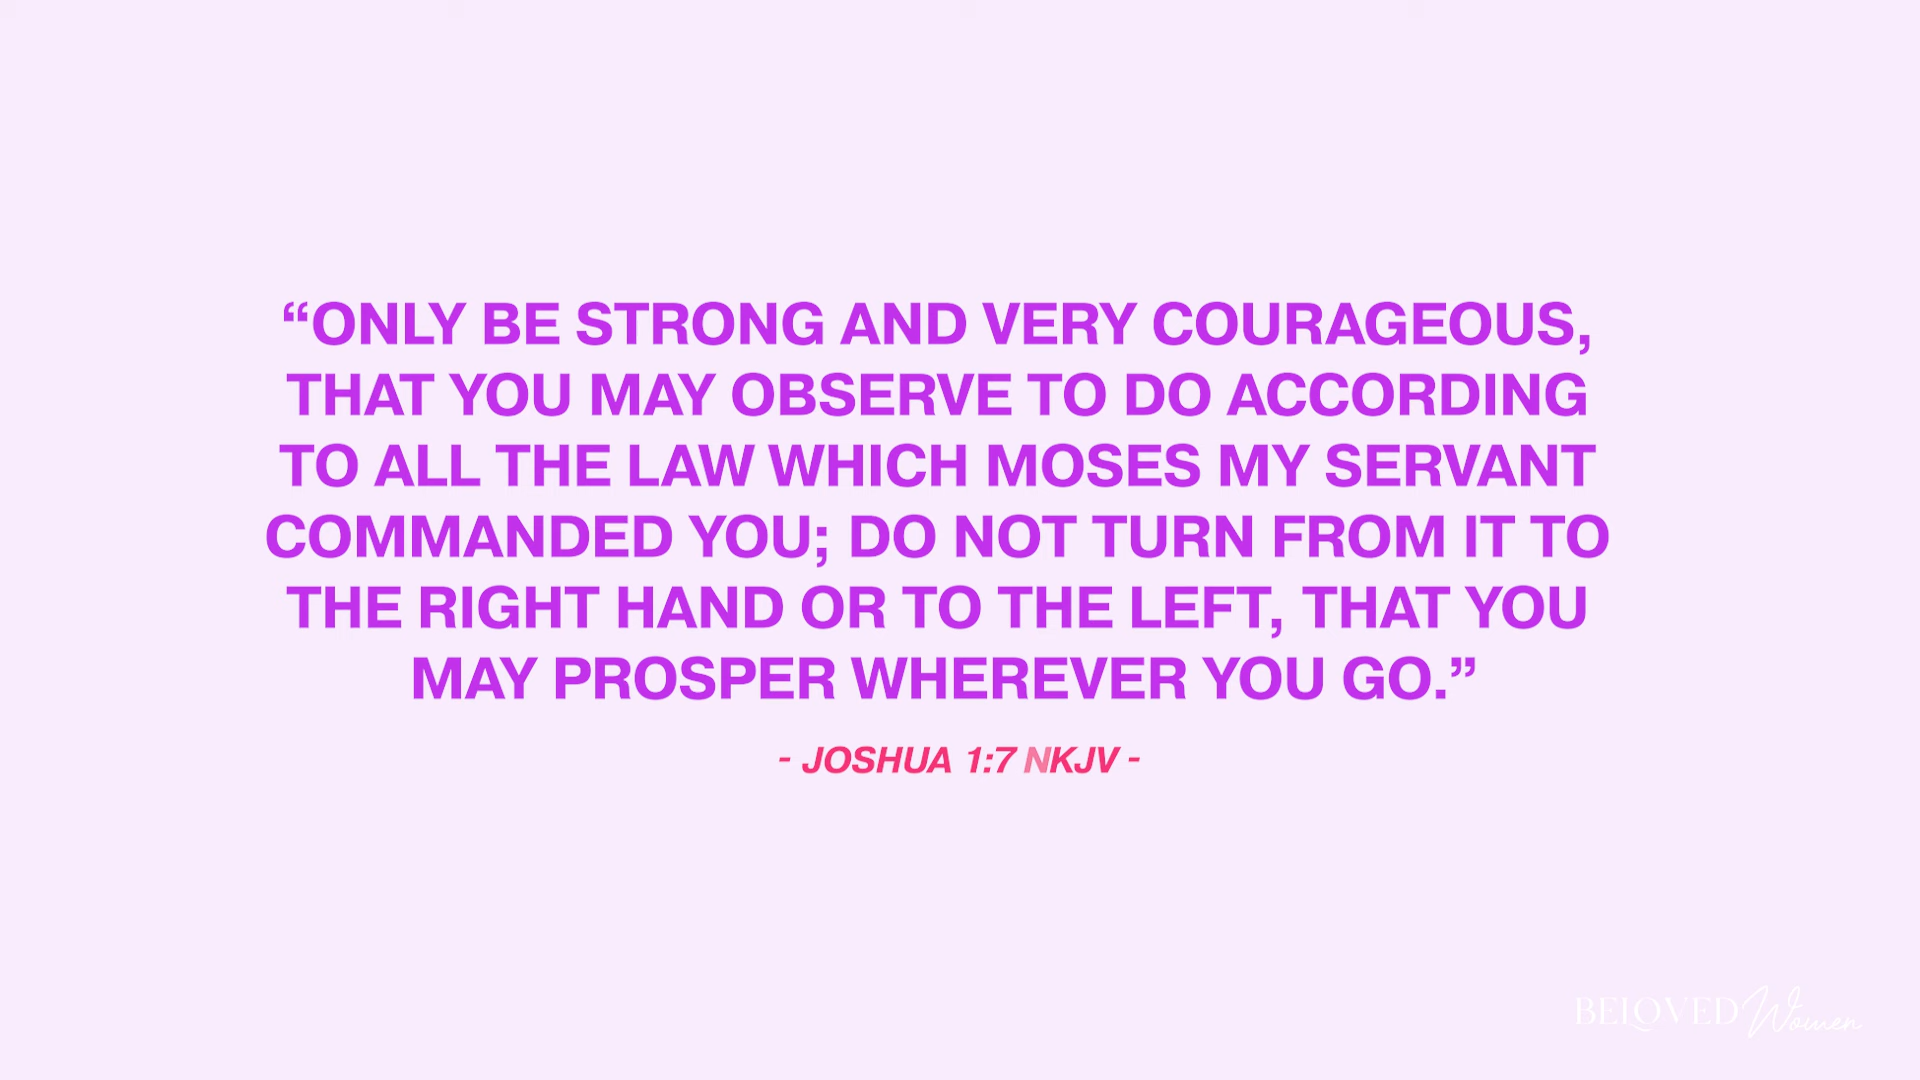 “ONLY BE STRONG AND VERY COURAGEOUS,
THAT YOU MAY OBSERVE TO DO ACCORDING
TO ALL THE LAW WHICH MOSES MY SERVANT
COMMANDED YOU; DO NOT TURN FROM IT TO
THE RIGHT HAND OR TO THE LEFT, THAT YOU
MAY PROSPER WHEREVER YOU GO.”
- JOSHUA 1:7 NKJV -
BELOVED Women